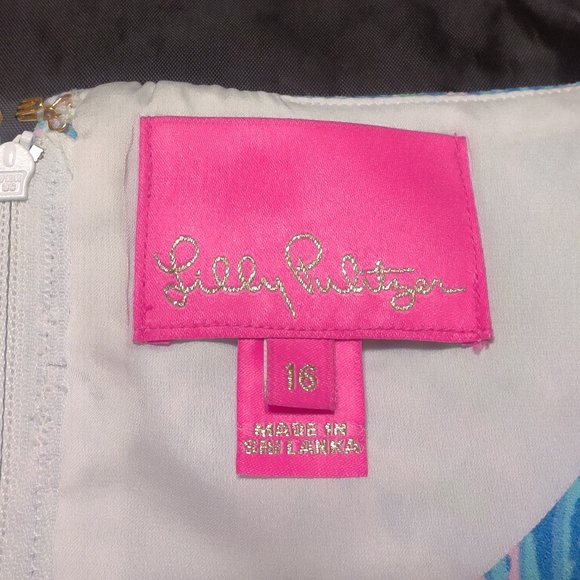 Lilly Pulitzer
16
MADE IN
SRI LANKA